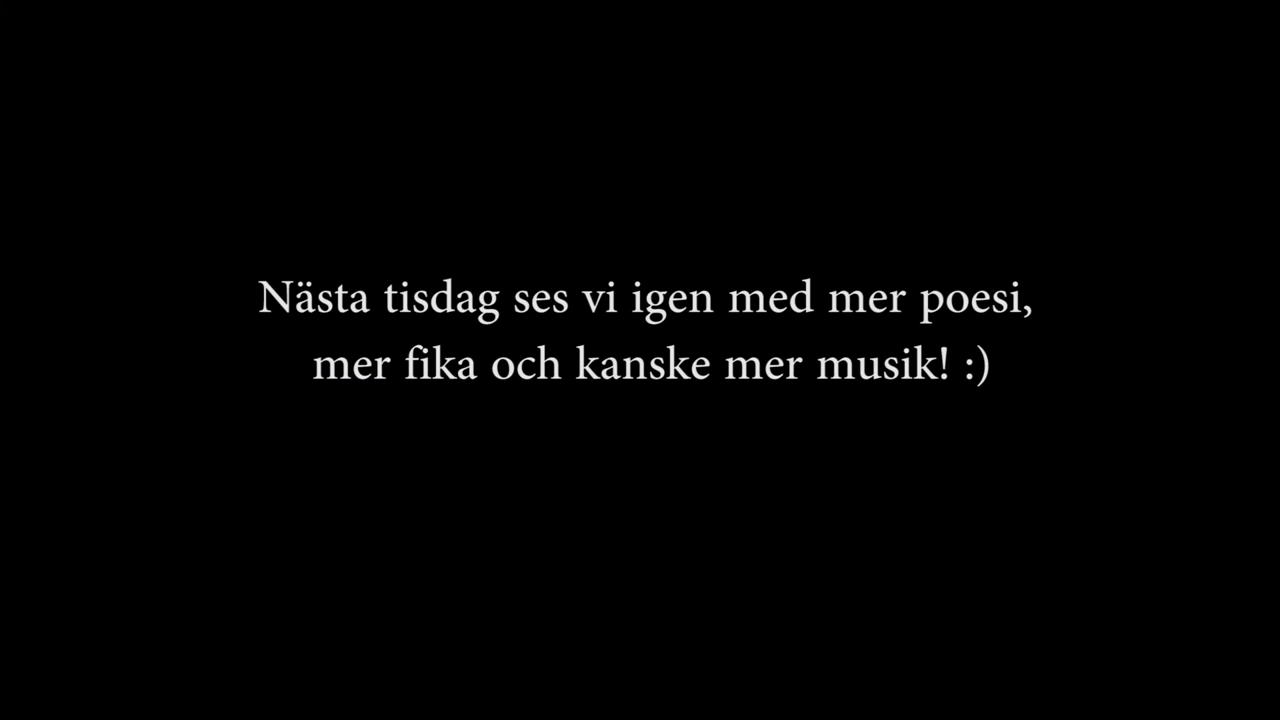 Nästa tisdag ses vi igen med mer poesi,
mer fika och kanske mer musik! :)